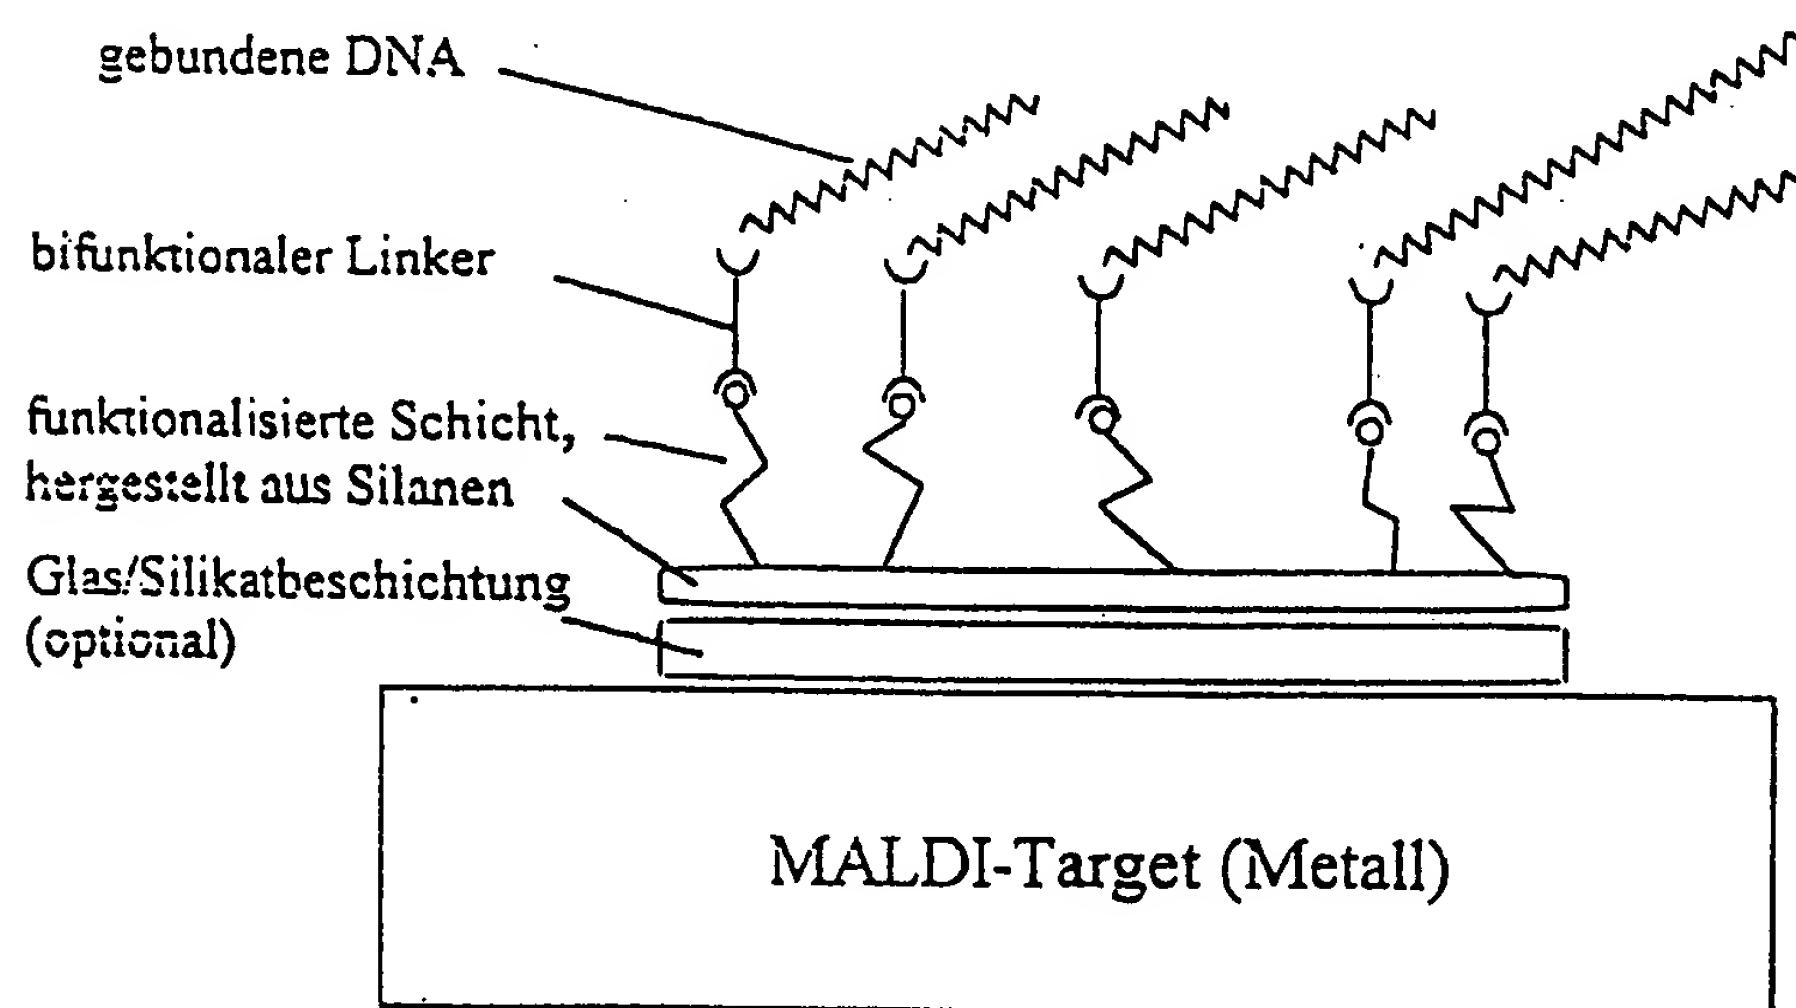 gebundene DNA
bifunktionaler Linker
funktionalisierte Schicht,
hergestellt aus Silanen
Glas/Silikatbeschichtung
(optional)
MALDI-Target (Metall)